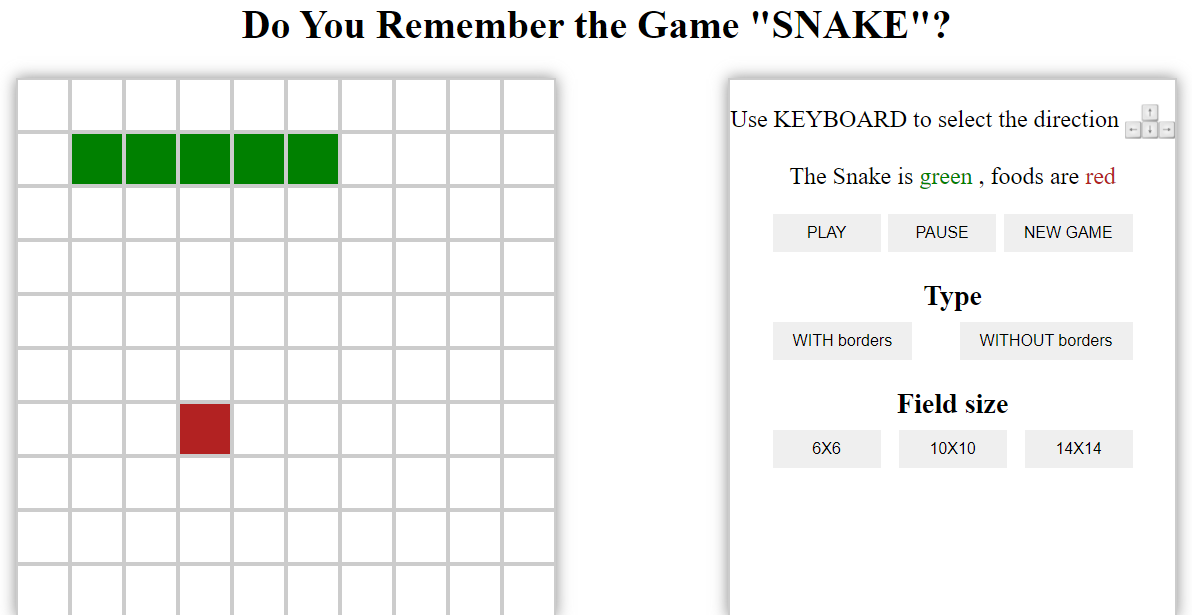 Do You Remember the Game "SNAKE"?
Use KEYBOARD to select the direction
The Snake is green , foods are red
PLAY PAUSE NEW GAME
Type
WITH borders WITHOUT borders
Field size
6X6 10X10 14X14